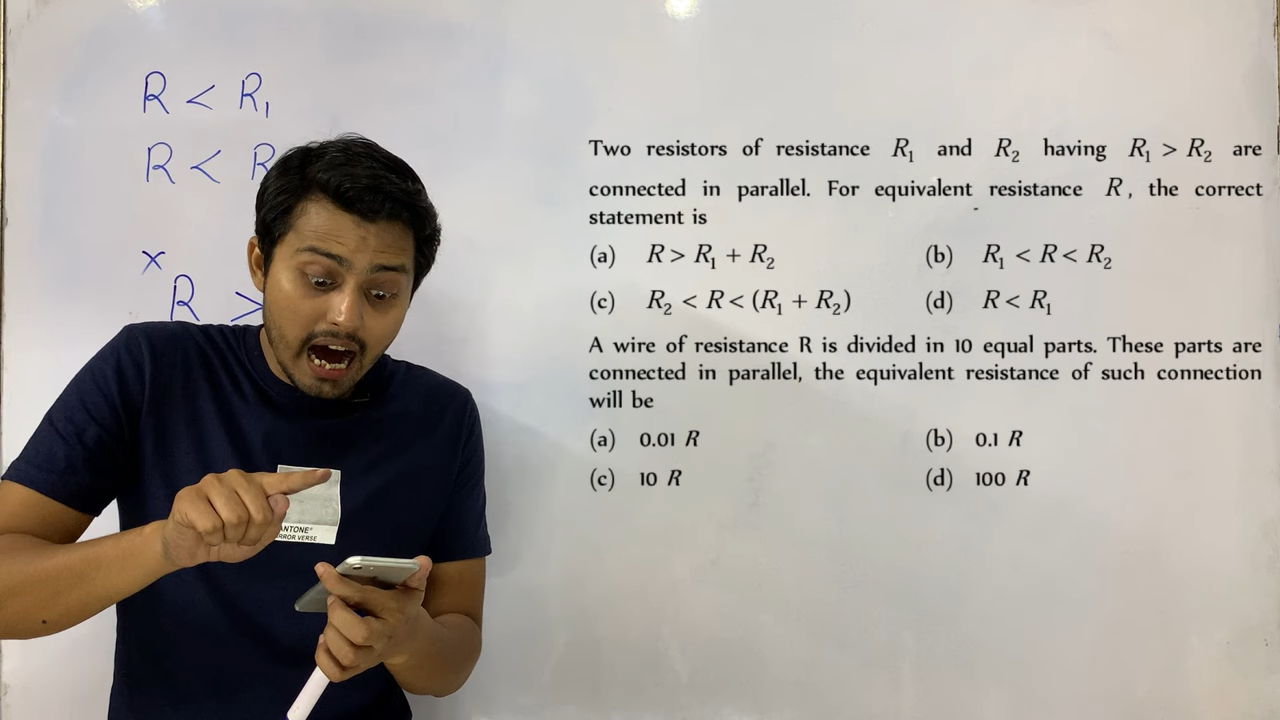 R < R₁
R < R
x
R >
Two resistors of resistance R₁ and R₂ having R₁ > R₂ are
connected in parallel. For equivalent resistance R, the correct
statement is
(a) R > R₁ + R₂ (b) R₁ < R < R₂
(c) R₂ < R < (R₁ + R₂) (d) R < R₁
A wire of resistance R is divided in 10 equal parts. These parts are
connected in parallel, the equivalent resistance of such connection
will be
(a) 0.01 R (b) 0.1 R
(c) 10 R (d) 100 R
ANTONE®
RROR VERSE